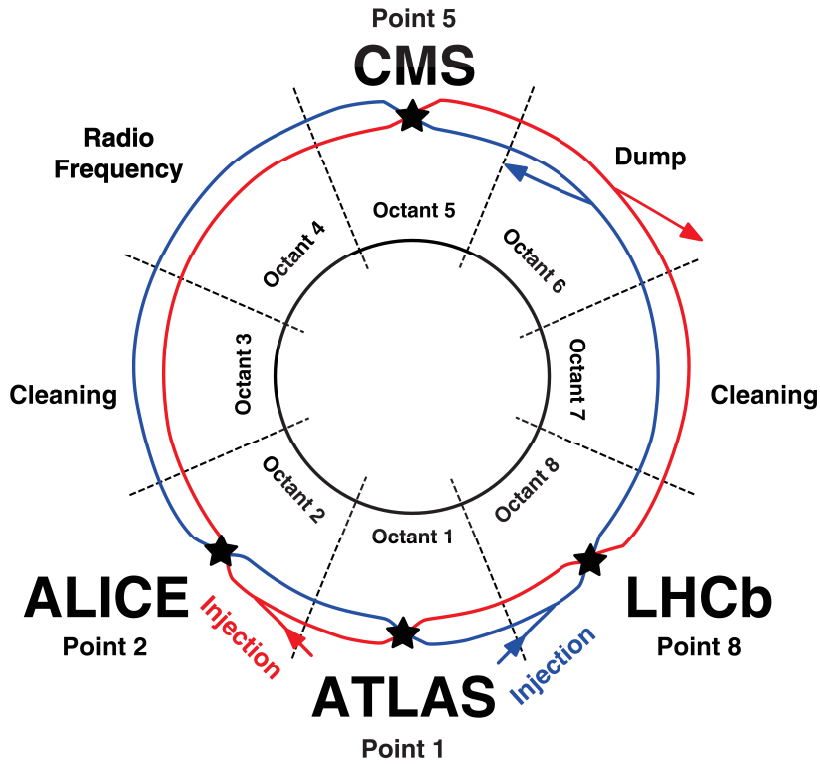 Point 5
CMS
Radio
Frequency
Dump
Octant 5
Octant 4
Octant 6
Octant 3
Octant 7
Cleaning
Cleaning
Octant 2
Octant 8
Octant 1
ALICE
Point 2
Injection
LHCb
Point 8
Injection
ATLAS
Point 1